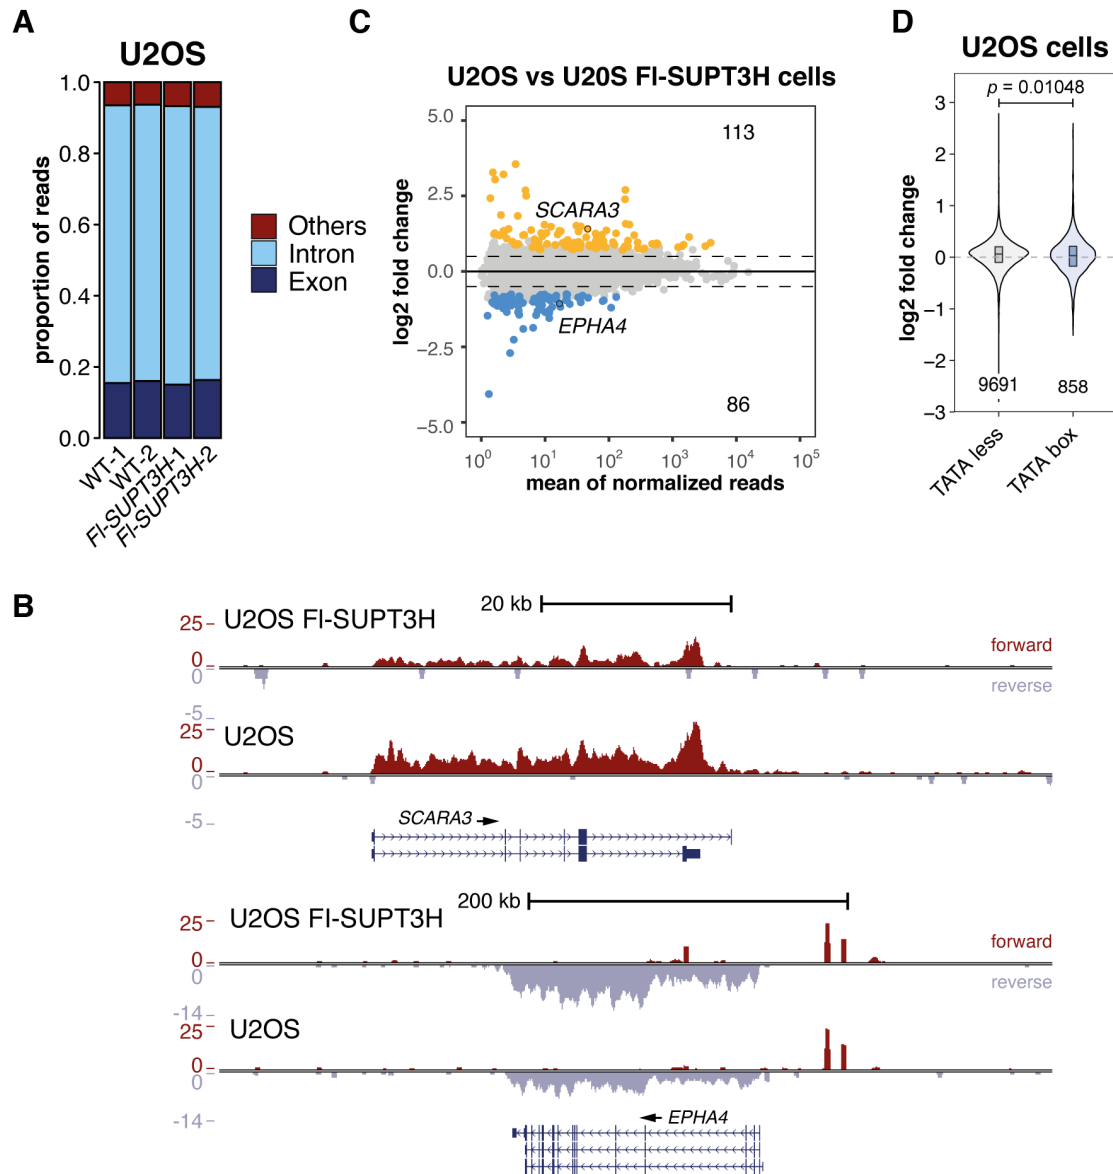 A
U2OS
1.0
0.8
0.6
0.4
0.2
0.0
proportion of reads
WT-1
WT-2
Fl-SUPT3H-1
Fl-SUPT3H-2
Others
Intron
Exon
C
U2OS vs U20S Fl-SUPT3H cells
5.0
2.5
0.0
−2.5
−5.0
log2 fold change
113
SCARA3
EPHA4
86
10⁰
10¹
10²
10³
10⁴
10⁵
mean of normalized reads
D
U2OS cells
p = 0.01048
3
2
1
0
−1
−2
−3
log2 fold change
9691
858
TATA less
TATA box
B
20 kb
U2OS Fl-SUPT3H
25
0
0
-5
forward
reverse
U2OS
25
0
0
-5
SCARA3
200 kb
U2OS Fl-SUPT3H
25
0
0
-14
forward
reverse
U2OS
25
0
0
-14
EPHA4